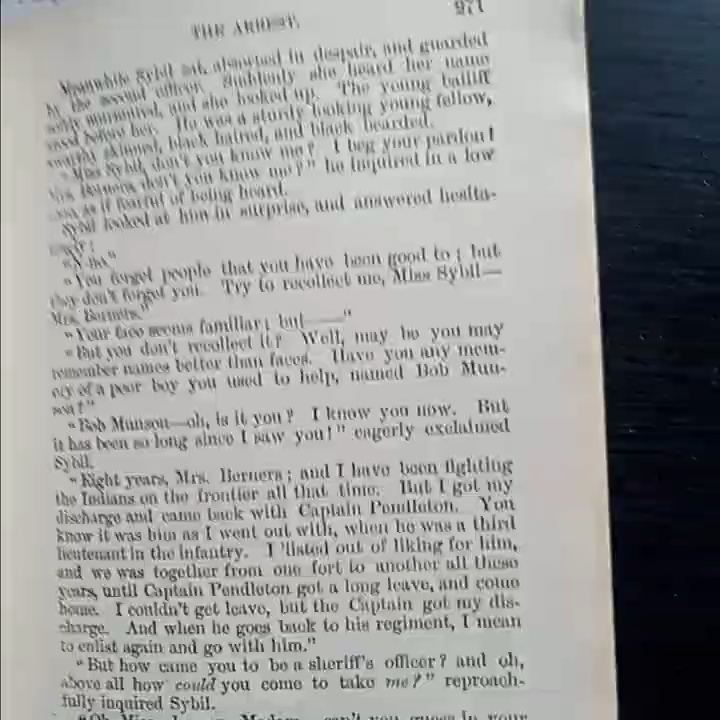 THE ARREST. 271
Meanwhile Sybil sat, absorbed in despair, and guarded
by the second officer. Suddenly she heard her name
softly murmured, and she looked up. The young bailiff
stood before her. He was a sturdy looking young fellow,
swarthy skinned, black haired, and black bearded.
"Miss Sybil, don't you know me? I beg your pardon!
Mrs. Berners don't you know me?" he inquired in a low
as if fearful of being heard.
Sybil looked at him in surprise, and answered hesita-
"N-no."
"You forget people that you have been good to; but
they don't forget you. Try to recollect me, Miss Sybil—
Mrs. Berners."
"Your face seems familiar; but——"
"But you don't recollect it? Well, may be you may
remember names better than faces. Have you any mem-
ory of a poor boy you used to help, named Bob Mun-
son?"
"Bob Munson—oh, is it you? I know you now. But
it has been so long since I saw you!" eagerly exclaimed
Sybil.
"Eight years, Mrs. Berners; and I have been fighting
the Indians on the frontier all that time. But I got my
discharge and came back with Captain Pendleton. You
know it was him as I went out with, when he was a third
lieutenant in the infantry. I 'listed out of liking for him,
and we was together from one fort to another all these
years, until Captain Pendleton got a long leave, and come
home. I couldn't get leave, but the Captain got my dis-
charge. And when he goes back to his regiment, I mean
to enlist again and go with him."
"But how came you to be a sheriff's officer? and oh,
above all how could you come to take me?" reproach-
fully inquired Sybil.